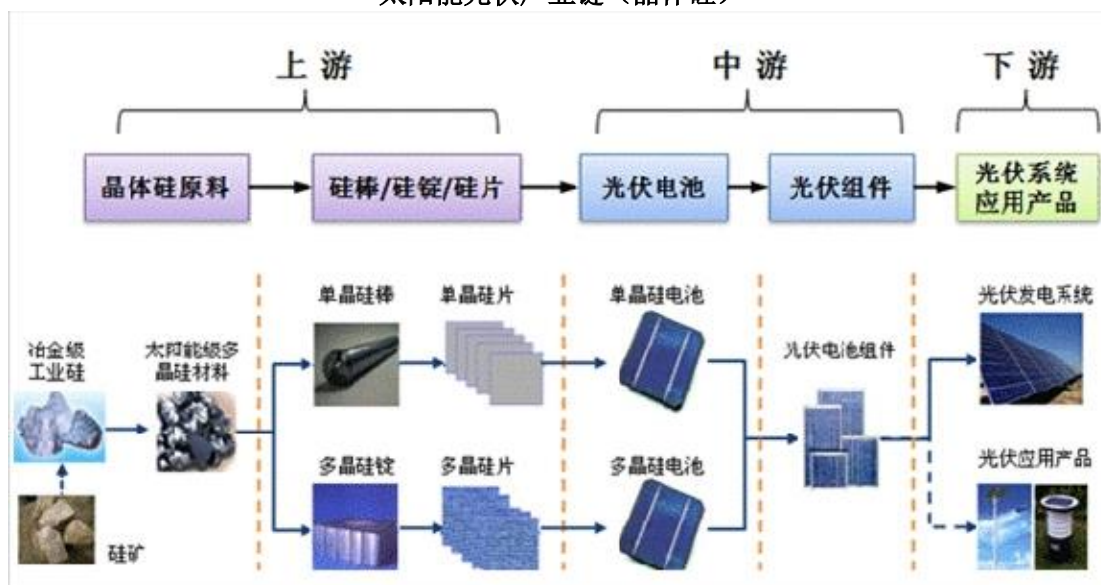 太阳能光伏产业链（晶体硅）
上游
中游
下游
晶体硅原料
硅棒/硅锭/硅片
光伏电池
光伏组件
光伏系统
应用产品
冶金级
工业硅
太阳能级多
晶硅材料
单晶硅棒
单晶硅片
单晶硅电池
光伏电池组件
光伏发电系统
硅矿
多晶硅锭
多晶硅片
多晶硅电池
光伏应用产品